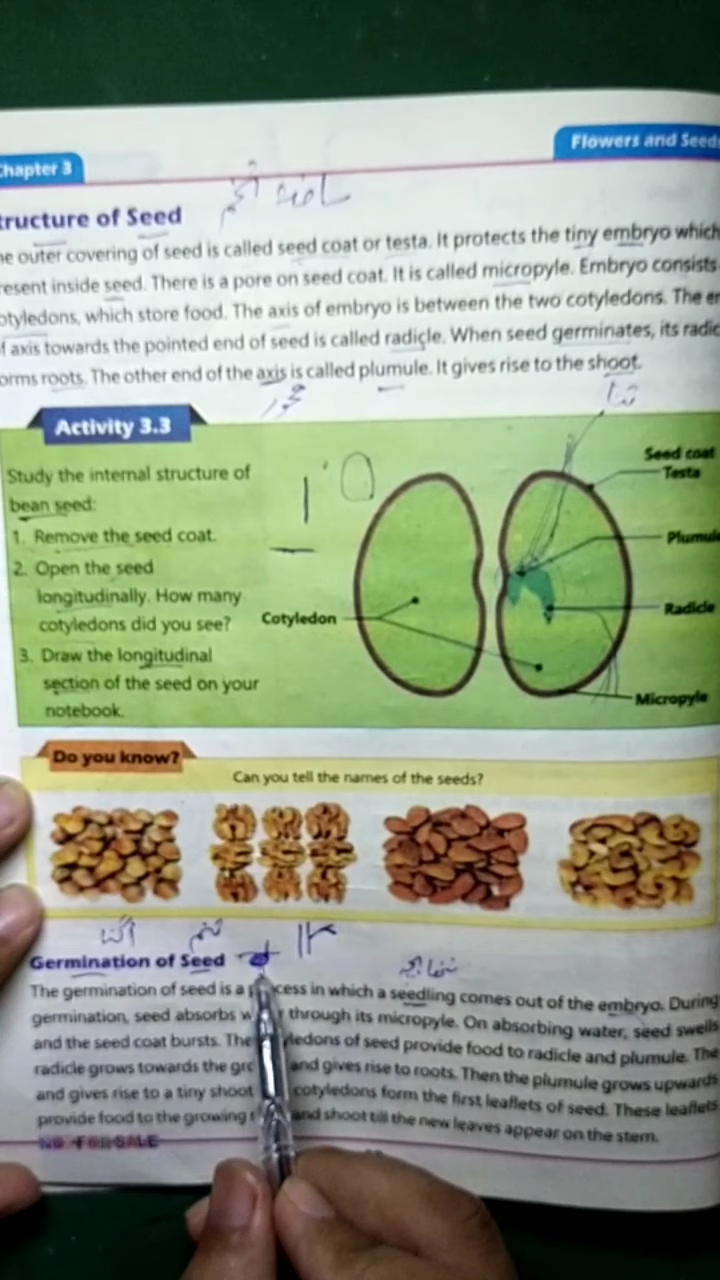 Chapter 3
Flowers and Seeds
tructure of Seed
he outer covering of seed is called seed coat or testa. It protects the tiny embryo which
resent inside seed. There is a pore on seed coat. It is called micropyle. Embryo consists
otyledons, which store food. The axis of embryo is between the two cotyledons. The en
f axis towards the pointed end of seed is called radicle. When seed germinates, its radic
orms roots. The other end of the axis is called plumule. It gives rise to the shoot.
محور
تنا
Activity 3.3
Study the internal structure of
bean seed:
1. Remove the seed coat.
2. Open the seed
longitudinally. How many
cotyledons did you see?
3. Draw the longitudinal
section of the seed on your
notebook.
Seed coat
Testa
Plumule
Radicle
Cotyledon
Micropyle
Do you know?
Can you tell the names of the seeds?
Germination of Seed
The germination of seed is a process in which a seedling comes out of the embryo. During
germination, seed absorbs w r through its micropyle. On absorbing water, seed swells
and the seed coat bursts. The ledons of seed provide food to radicle and plumule. The
radicle grows towards the gro and gives rise to roots. Then the plumule grows upwards
and gives rise to a tiny shoot cotyledons form the first leaflets of seed. These leaflets
provide food to the growing and shoot till the new leaves appear on the stem.
NOT FOR SALE